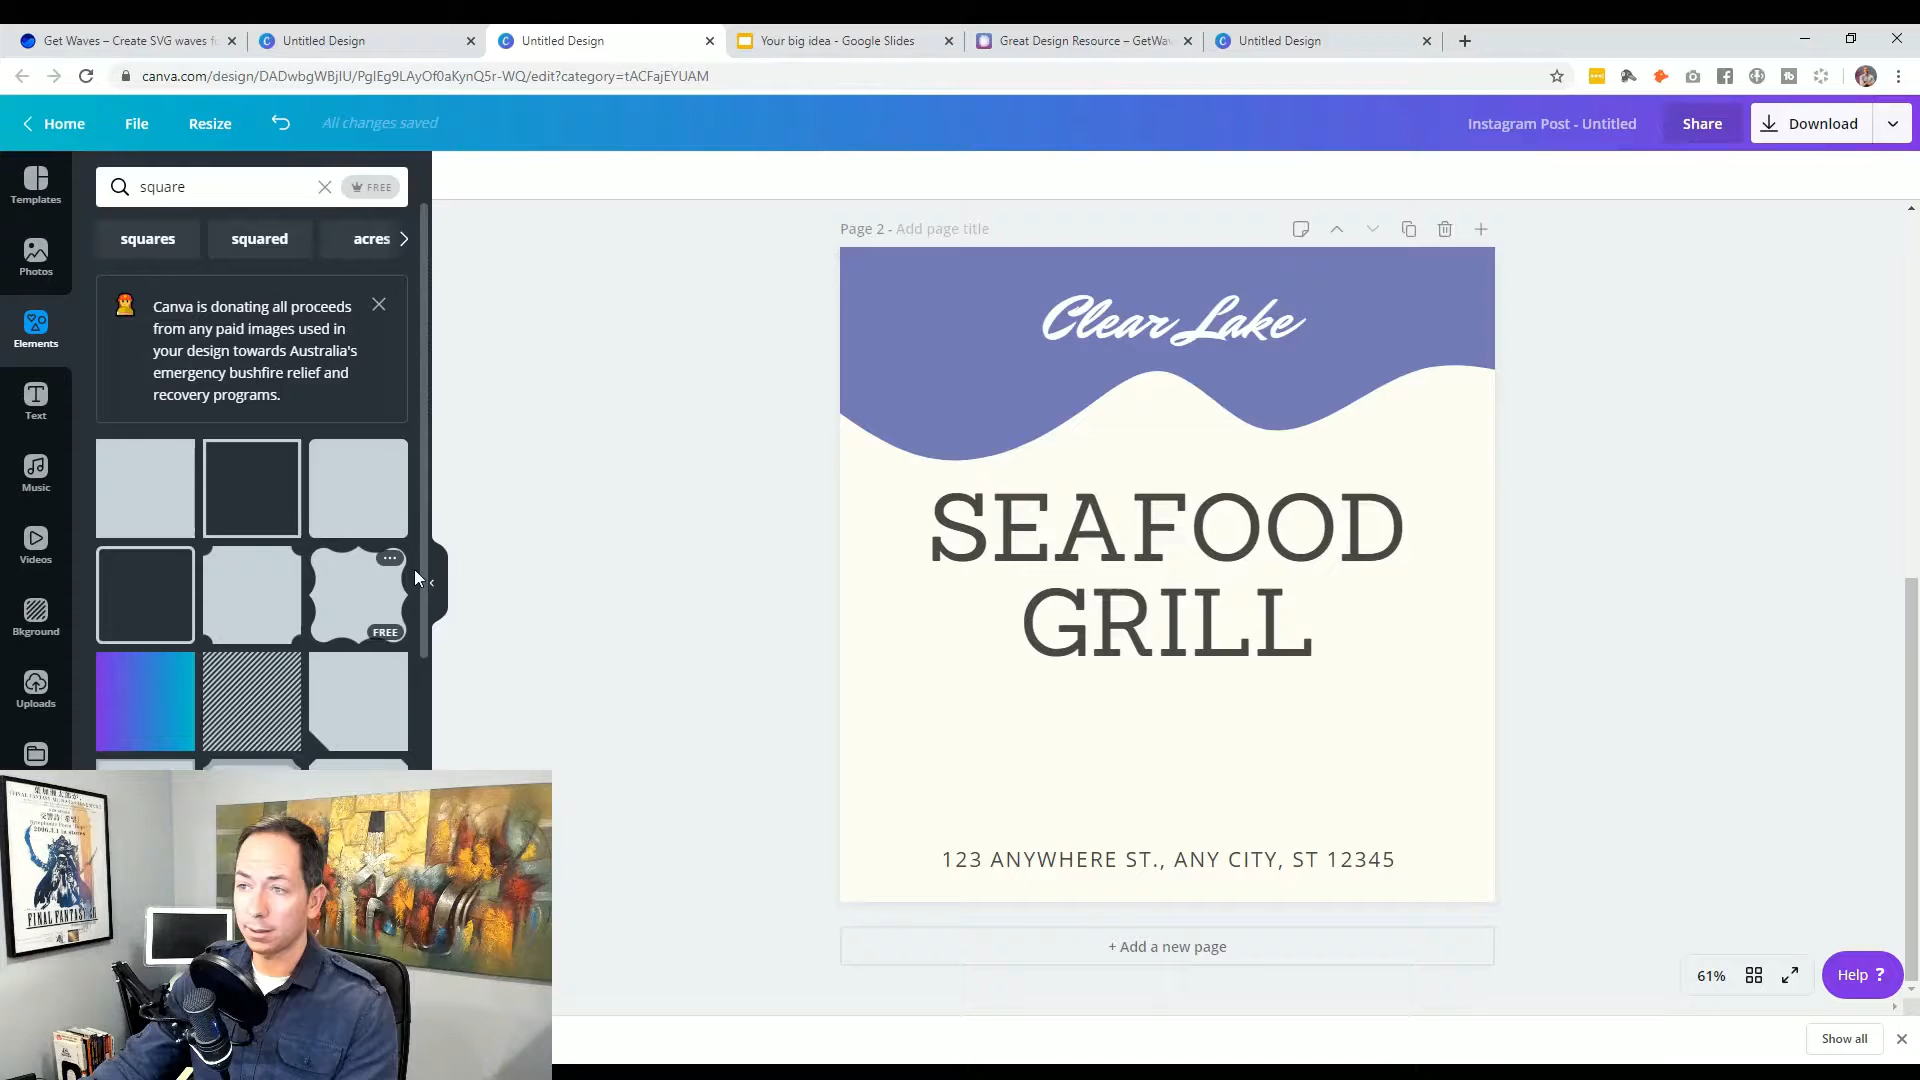 Get Waves – Create SVG waves fo
Untitled Design
Untitled Design
Your big idea - Google Slides
Great Design Resource – GetWav
Untitled Design
canva.com/design/DADwbgWBjIU/PgIEg9LAyOf0aKynQ5r-WQ/edit?category=tACFajEYUAM
Home
File
Resize
All changes saved
Instagram Post - Untitled
Share
Download
Templates
Photos
Elements
Text
Music
Videos
Bkground
Uploads
square
FREE
squares
squared
acres
Canva is donating all proceeds
from any paid images used in
your design towards Australia's
emergency bushfire relief and
recovery programs.
FREE
Page 2 - Add page title
Clear Lake
SEAFOOD
GRILL
123 ANYWHERE ST., ANY CITY, ST 12345
+ Add a new page
61%
Help ?
Show all
FINAL FANTASY